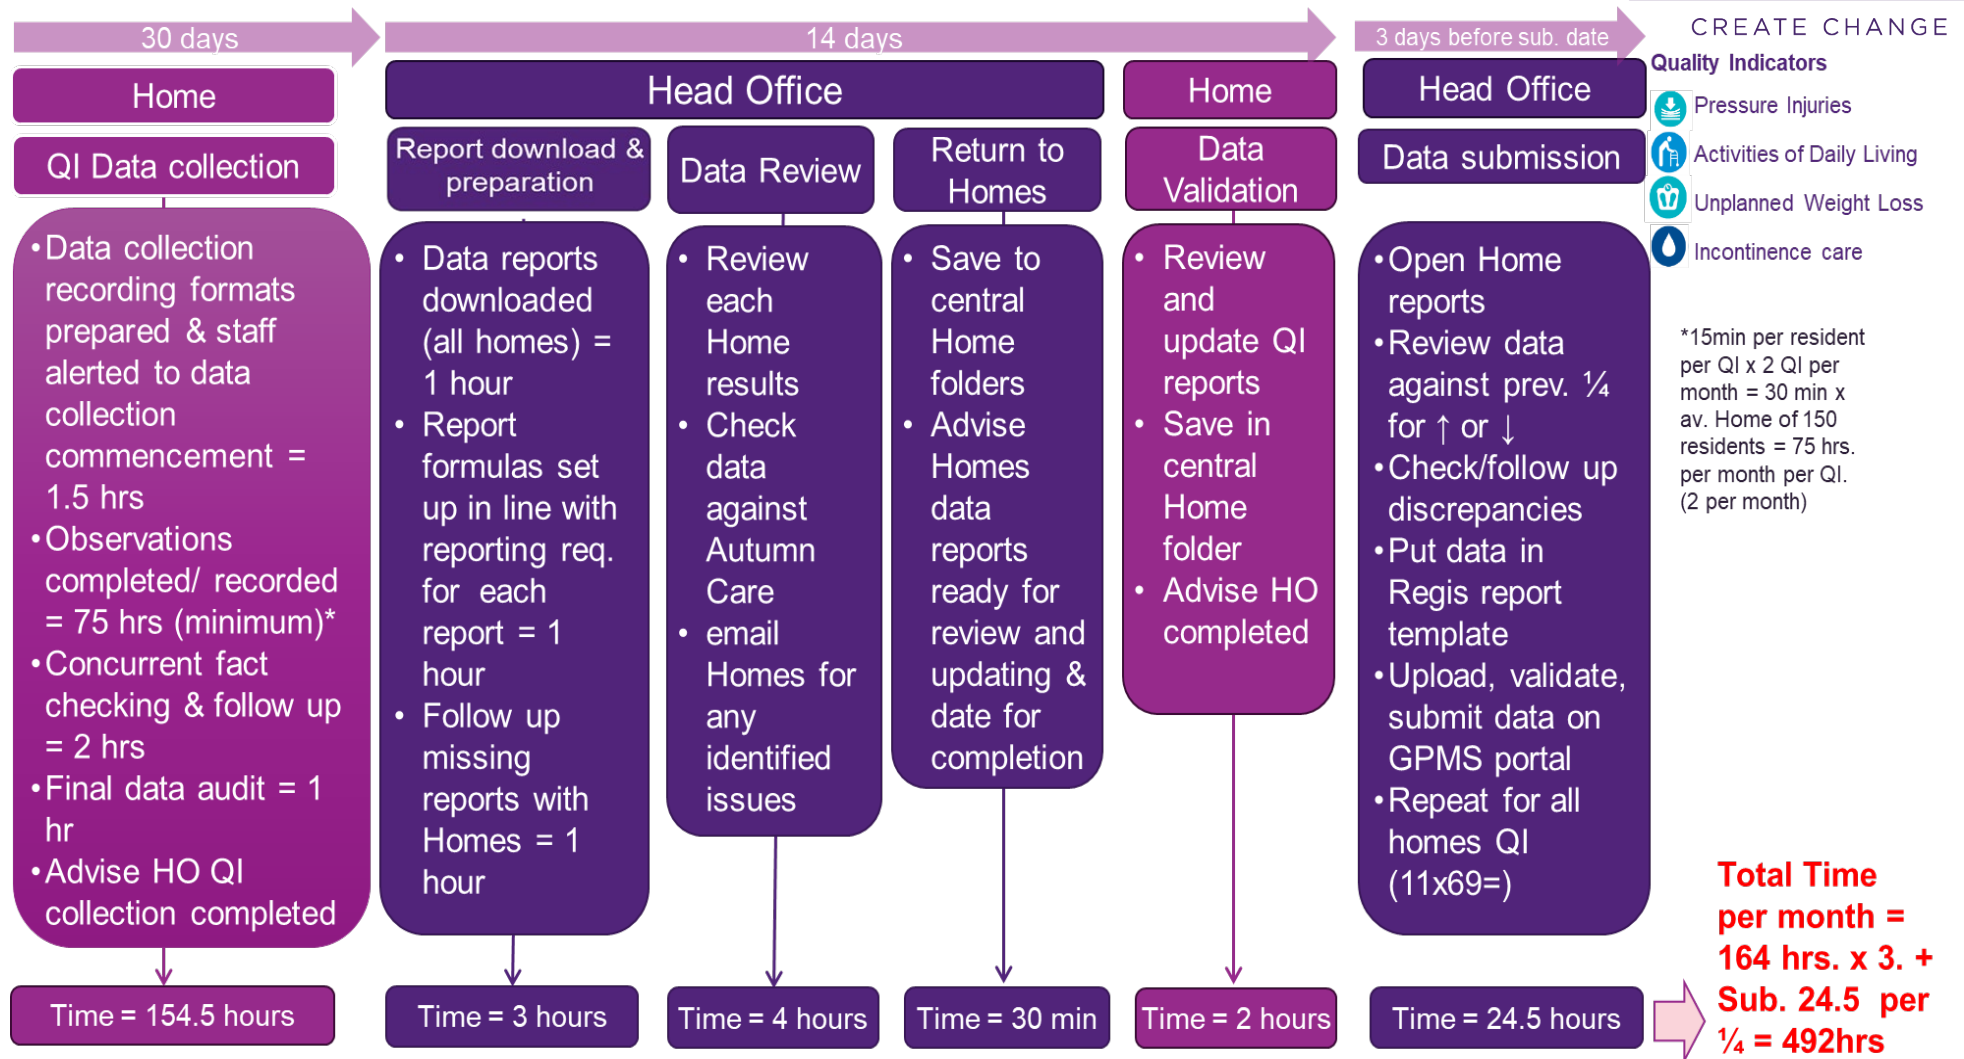 30 days
14 days
3 days before sub. date
CREATE CHANGE
Home
Head Office
Home
Head Office
QI Data collection
Report download &
preparation
Data Review
Return to
Homes
Data
Validation
Data submission
•Data collection
recording formats
prepared & staff
alerted to data
collection
commencement =
1.5 hrs
•Observations
completed/ recorded
= 75 hrs (minimum)*
•Concurrent fact
checking & follow up
= 2 hrs
•Final data audit = 1
hr
•Advise HO QI
collection completed
• Data reports
downloaded
(all homes) =
1 hour
• Report
formulas set
up in line with
reporting req.
for each
report = 1
hour
• Follow up
missing
reports with
Homes = 1
hour
• Review
each
Home
results
• Check
data
against
Autumn
Care
• email
Homes for
any
identified
issues
• Save to
central
Home
folders
• Advise
Homes
data
reports
ready for
review and
updating &
date for
completion
• Review
and
update QI
reports
• Save in
central
Home
folder
• Advise HO
completed
•Open Home
reports
•Review data
against prev. ¼
for ↑ or ↓
•Check/follow up
discrepancies
•Put data in
Regis report
template
•Upload, validate,
submit data on
GPMS portal
•Repeat for all
homes QI
(11x69=)
Quality Indicators
Pressure Injuries
Activities of Daily Living
Unplanned Weight Loss
Incontinence care
*15min per resident
per QI x 2 QI per
month = 30 min x
av. Home of 150
residents = 75 hrs.
per month per QI.
(2 per month)
Time = 154.5 hours
Time = 3 hours
Time = 4 hours
Time = 30 min
Time = 2 hours
Time = 24.5 hours
Total Time
per month =
164 hrs. x 3. +
Sub. 24.5 per
¼ = 492hrs